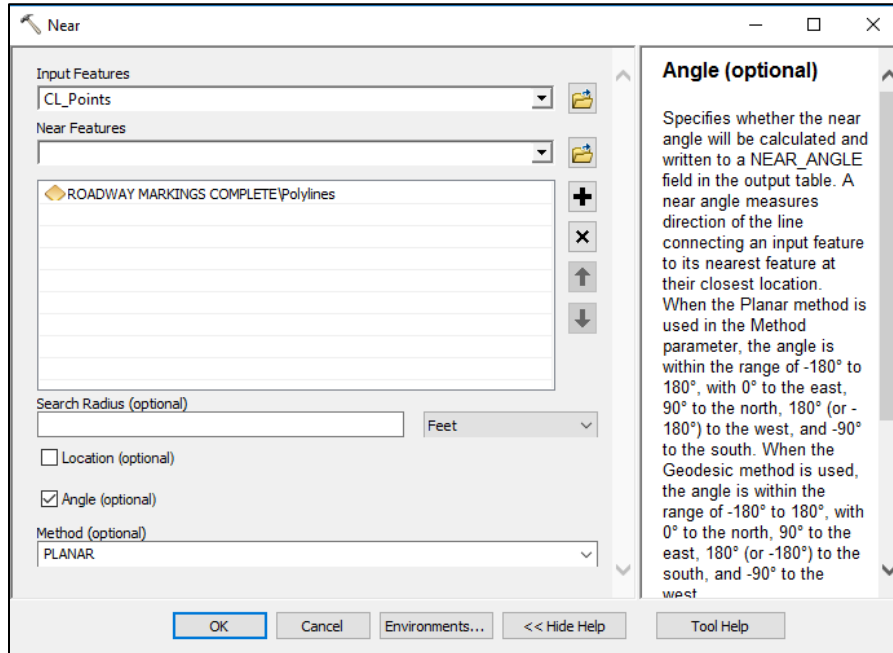 Near
Input Features
CL_Points
Near Features
ROADWAY MARKINGS COMPLETE\Polylines
Search Radius (optional)
Feet
Location (optional)
Angle (optional)
Method (optional)
PLANAR
OK
Cancel
Environments...
<< Hide Help
Angle (optional)
Specifies whether the near
angle will be calculated and
written to a NEAR_ANGLE
field in the output table. A
near angle measures
direction of the line
connecting an input feature
to its nearest feature at
their closest location.
When the Planar method is
used in the Method
parameter, the angle is
within the range of -180° to
180°, with 0° to the east,
90° to the north, 180° (or -
180°) to the west, and -90°
to the south. When the
Geodesic method is used,
the angle is within the
range of -180° to 180°, with
0° to the north, 90° to the
east, 180° (or -180°) to the
south, and -90° to the
west
Tool Help